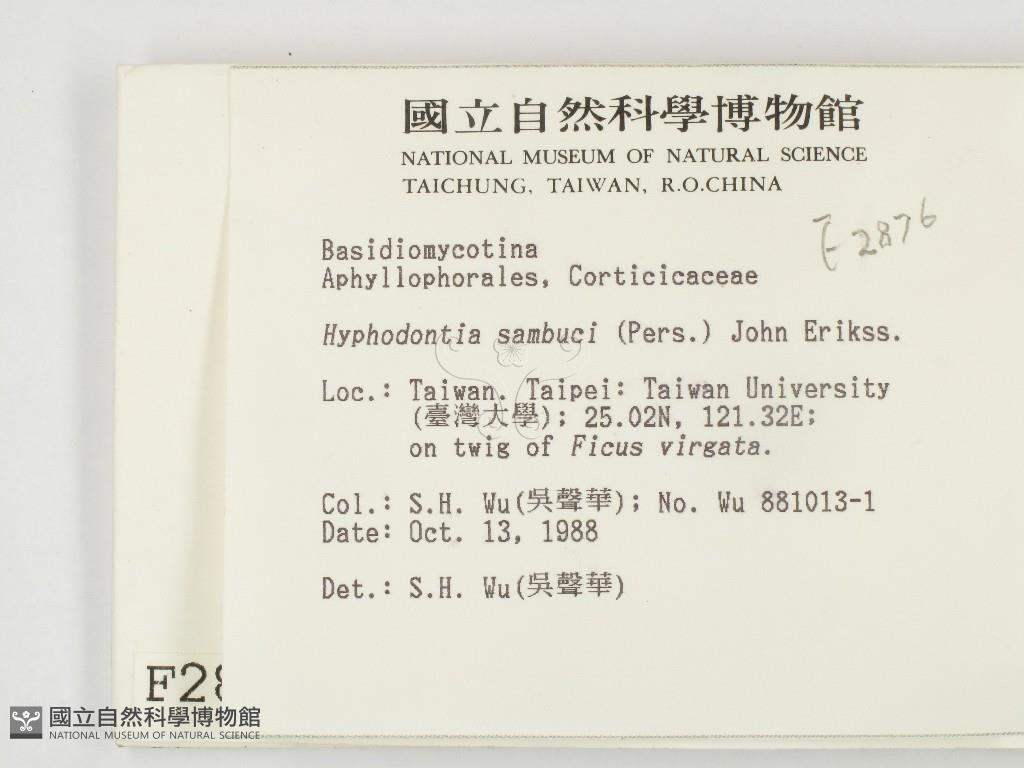 國立自然科學博物館
NATIONAL MUSEUM OF NATURAL SCIENCE
TAICHUNG, TAIWAN, R.O.CHINA
F2876
Basidiomycotina
Aphyllophorales, Corticicaceae
Hyphodontia sambuci (Pers.) John Erikss.
Loc.: Taiwan. Taipei: Taiwan University
(臺灣大學); 25.02N, 121.32E;
on twig of Ficus virgata.
Col.: S.H. Wu(吳聲華); No. Wu 881013-1
Date: Oct. 13, 1988
Det.: S.H. Wu(吳聲華)
F28
國立自然科學博物館
NATIONAL MUSEUM OF NATURAL SCIENCE